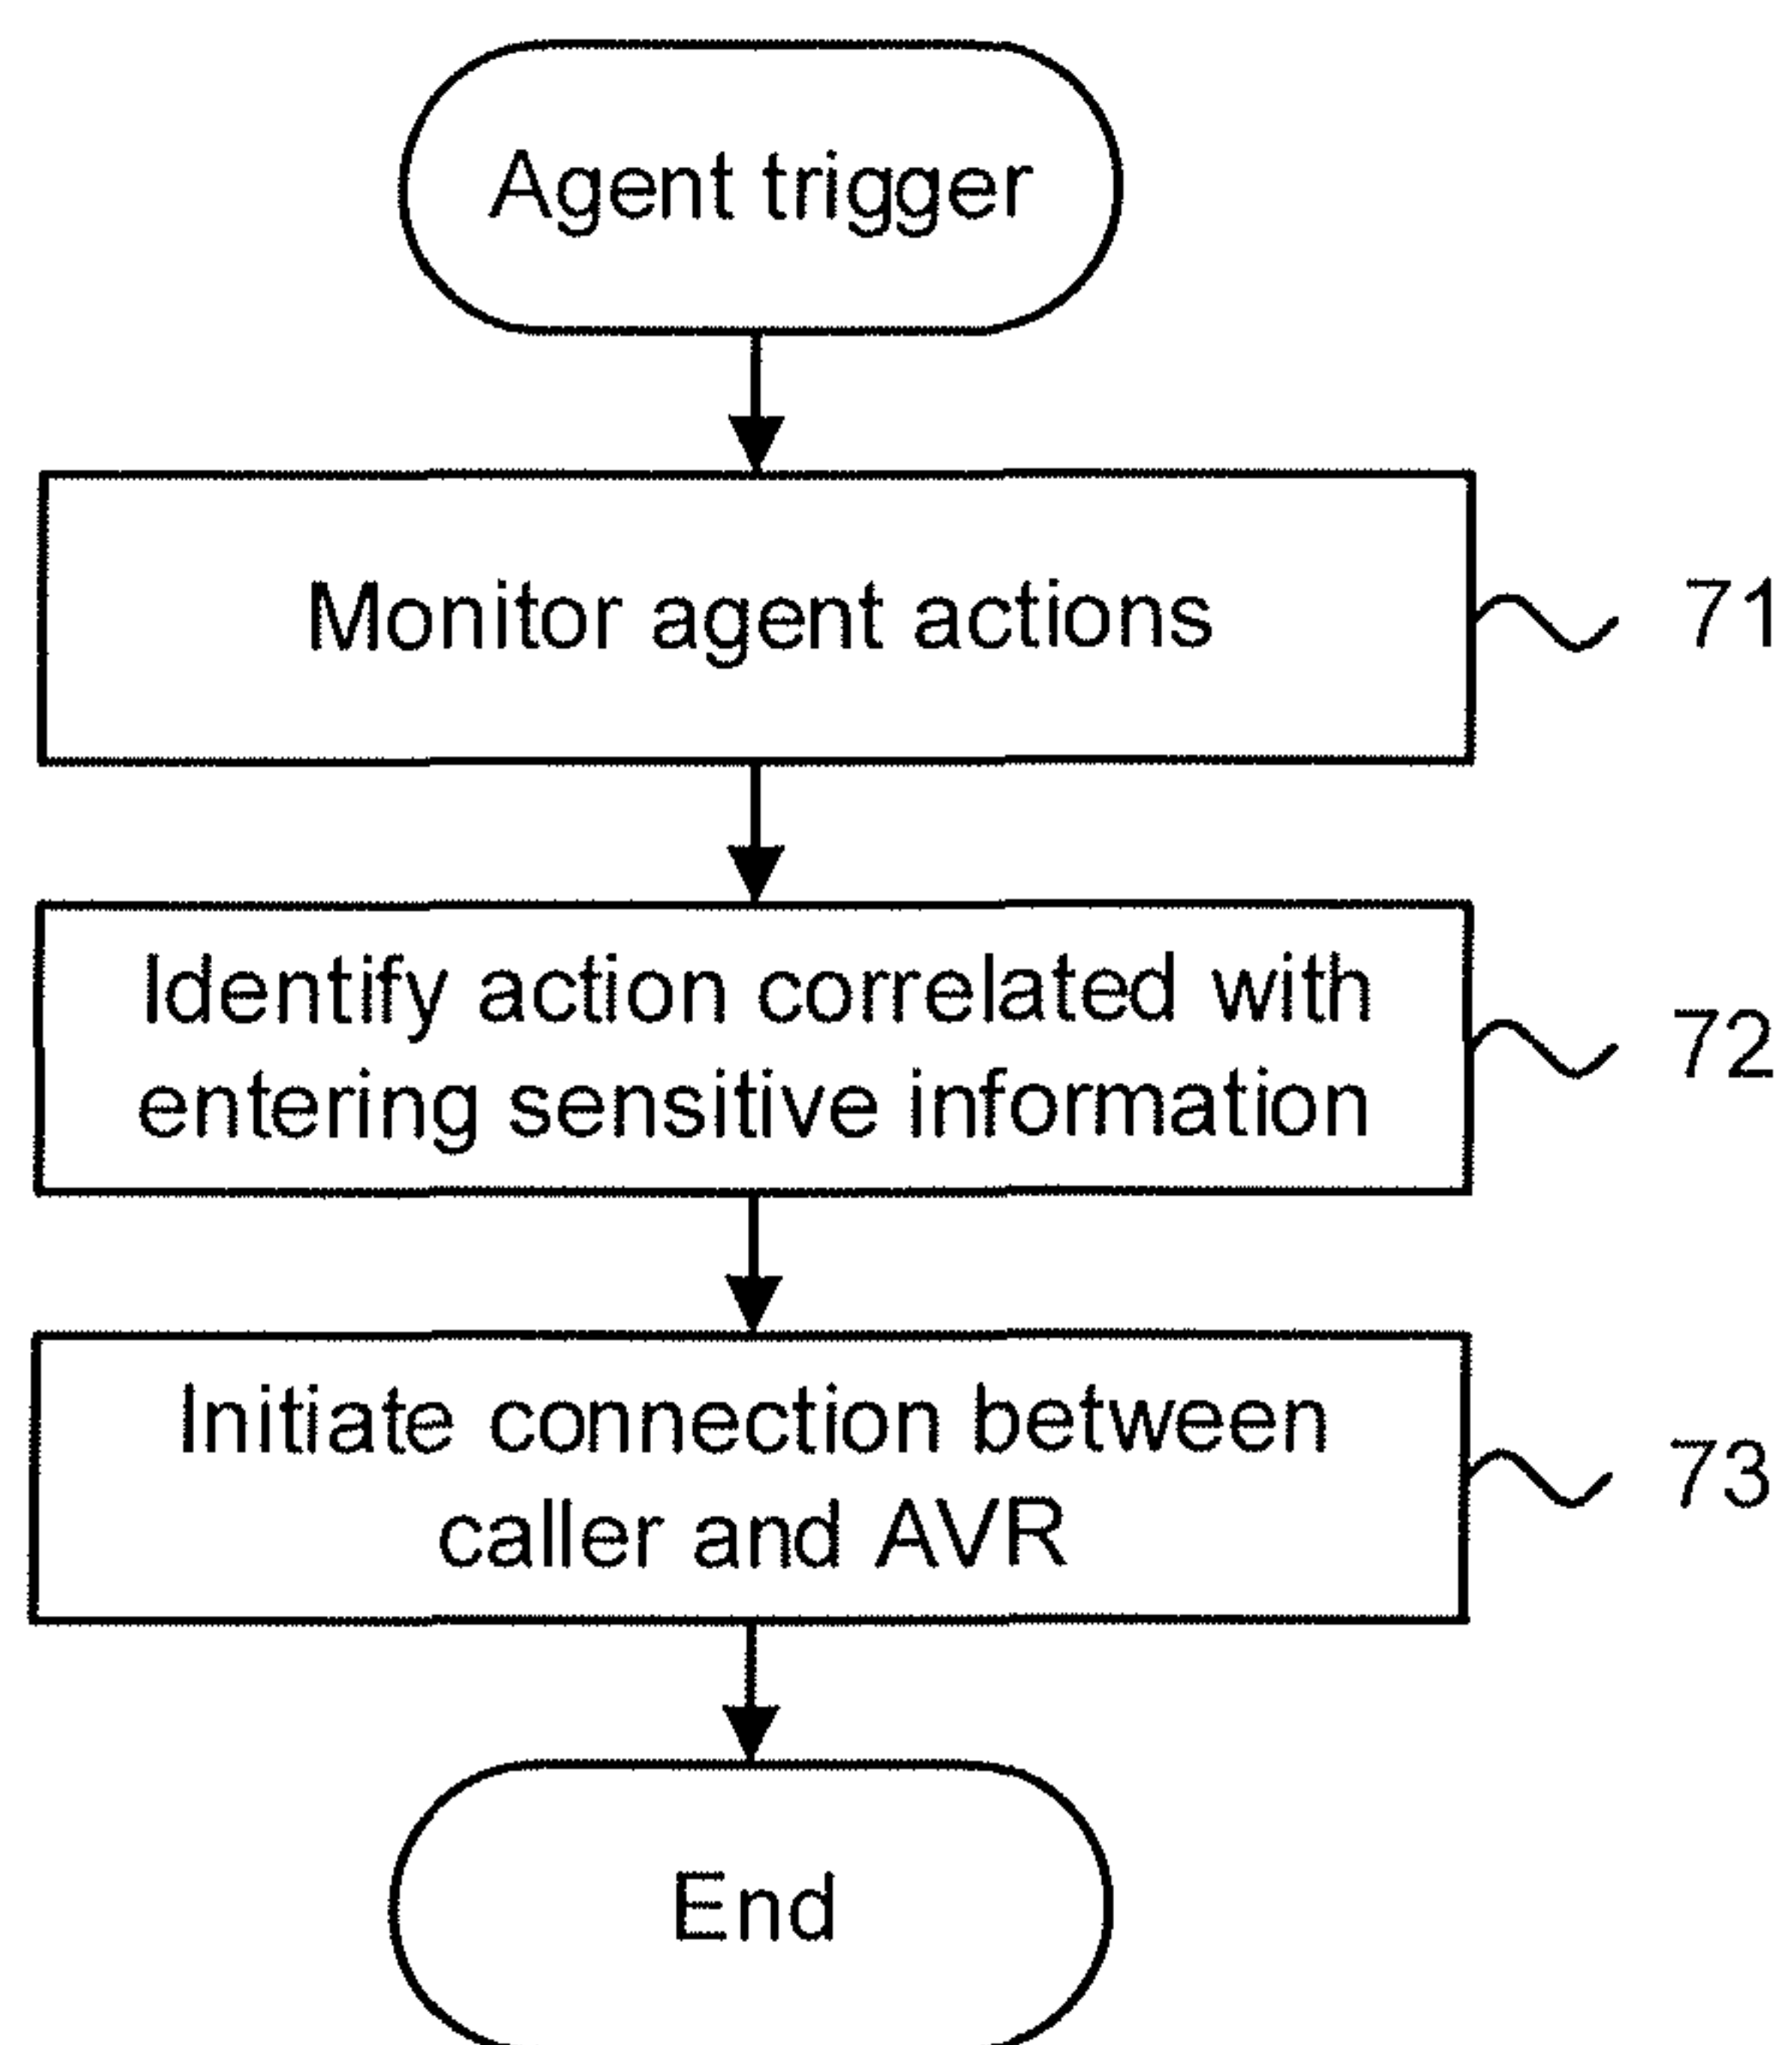 Agent trigger
Monitor agent actions
71
Identify action correlated with
entering sensitive information
72
Initiate connection between
caller and AVR
73
End